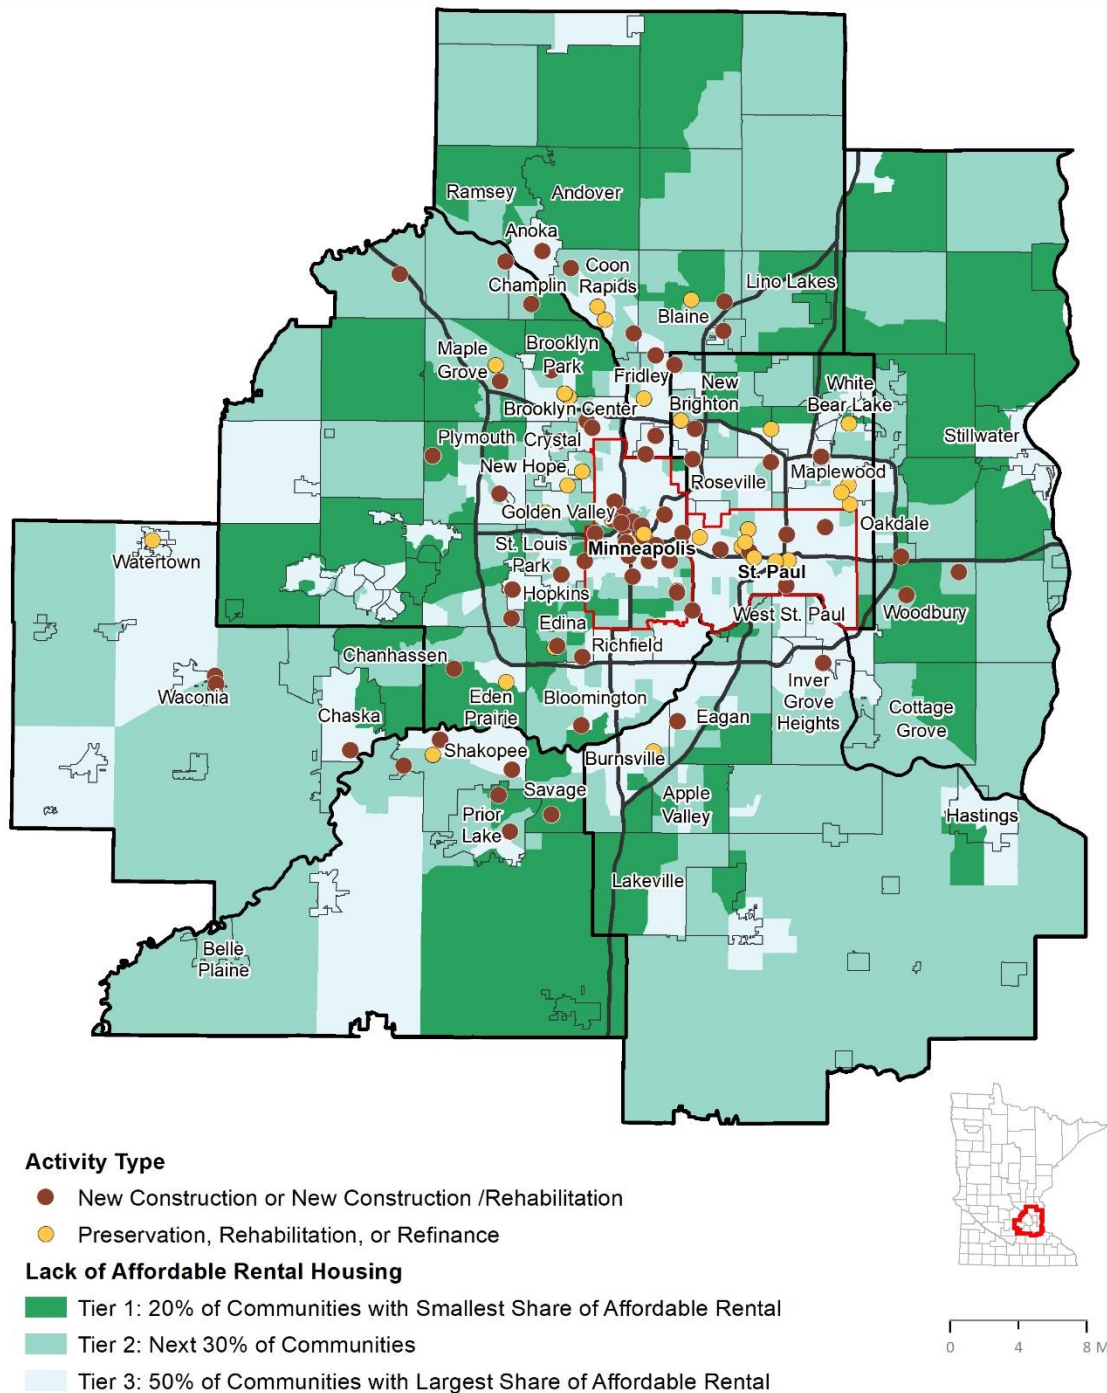 Ramsey
Andover
Anoka
Champlin
Coon
Rapids
Blaine
Lino Lakes
Maple
Grove
Brooklyn
Park
Fridley
New
Brighton
White
Bear Lake
Brooklyn Center
Plymouth
Crystal
New Hope
Stillwater
Roseville
Maplewood
Golden Valley
Oakdale
Watertown
St. Louis
Park
Minneapolis
St. Paul
Hopkins
Woodbury
Edina
West St. Paul
Richfield
Chanhassen
Waconia
Chaska
Eden
Prairie
Bloomington
Eagan
Inver
Grove
Heights
Cottage
Grove
Shakopee
Burnsville
Savage
Prior
Lake
Apple
Valley
Hastings
Lakeville
Belle
Plaine
Activity Type
New Construction or New Construction /Rehabilitation
Preservation, Rehabilitation, or Refinance
Lack of Affordable Rental Housing
Tier 1: 20% of Communities with Smallest Share of Affordable Rental
Tier 2: Next 30% of Communities
Tier 3: 50% of Communities with Largest Share of Affordable Rental
0 4 8 M